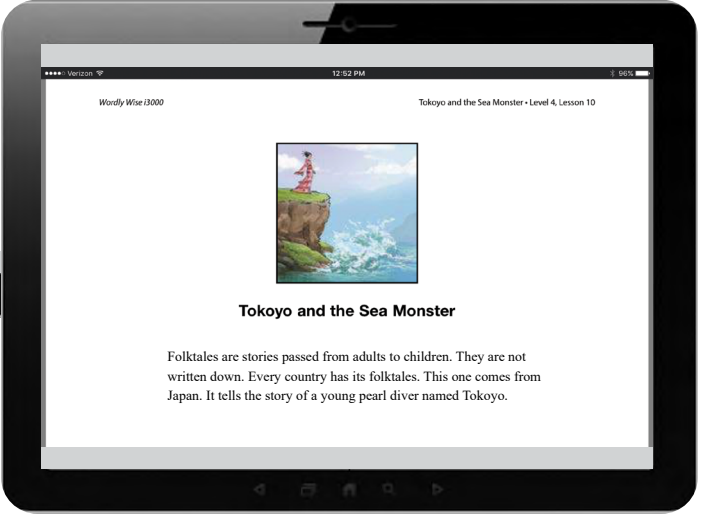 Verizon
12:52 PM
96%
Wordly Wise i3000
Tokoyo and the Sea Monster • Level 4, Lesson 10
Tokoyo and the Sea Monster
Folktales are stories passed from adults to children. They are not
written down. Every country has its folktales. This one comes from
Japan. It tells the story of a young pearl diver named Tokoyo.